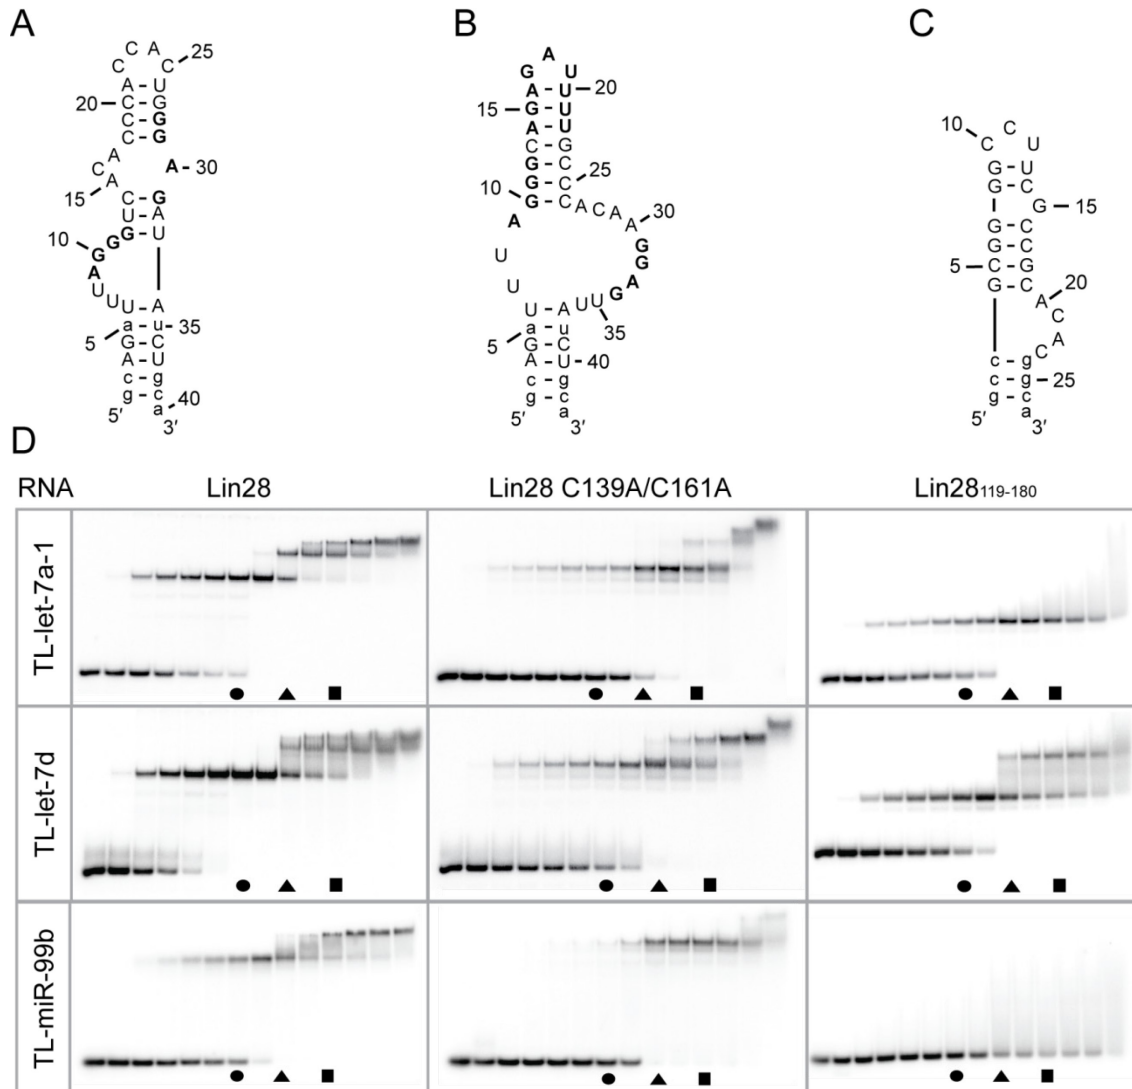 A
C A
C C 25
A U
20 C - G
C - G
C - G
A
C A - 30
A
15 A C - G
U - A
10 G G - U
G
A
U U U - A
5 a - u 35
G - C
A - U
c - g
g - c
a 40
5′ 3′
B
A
G U
A - U 20
15 G - U
A - U
C - G
G - C 25
G - C
10 G - C A C A A 30
A G
U G
U A
U - A U U G
5 a - u 35
G - C
A - U 40
c - g
g - c
a
5′ 3′
C
10 C C U
G U
G C
G G 15
G - C
C - G
5 G - C
A 20
C
A
C
c - g
c - g 25
g - c
a
5′ 3′
D
RNA Lin28 Lin28 C139A/C161A Lin28119-180
TL-let-7a-1
TL-let-7d
TL-miR-99b